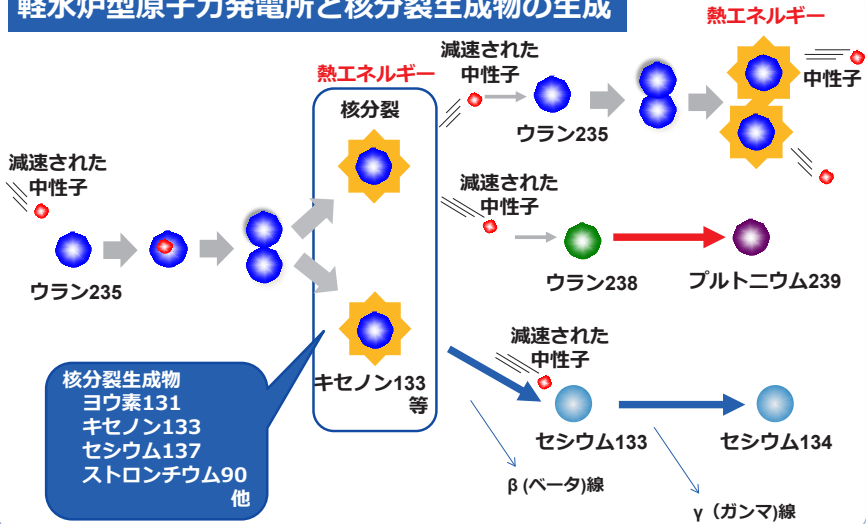 軽水炉型原子力発電所と核分裂生成物の生成
熱エネルギー
減速された
中性子
ウラン235
中性子
熱エネルギー
核分裂
減速された
中性子
ウラン235
減速された
中性子
ウラン238
プルトニウム239
キセノン133
等
減速された
中性子
セシウム133
セシウム134
β (ベータ)線
γ（ガンマ)線
核分裂生成物
ヨウ素131
キセノン133
セシウム137
ストロンチウム90
他